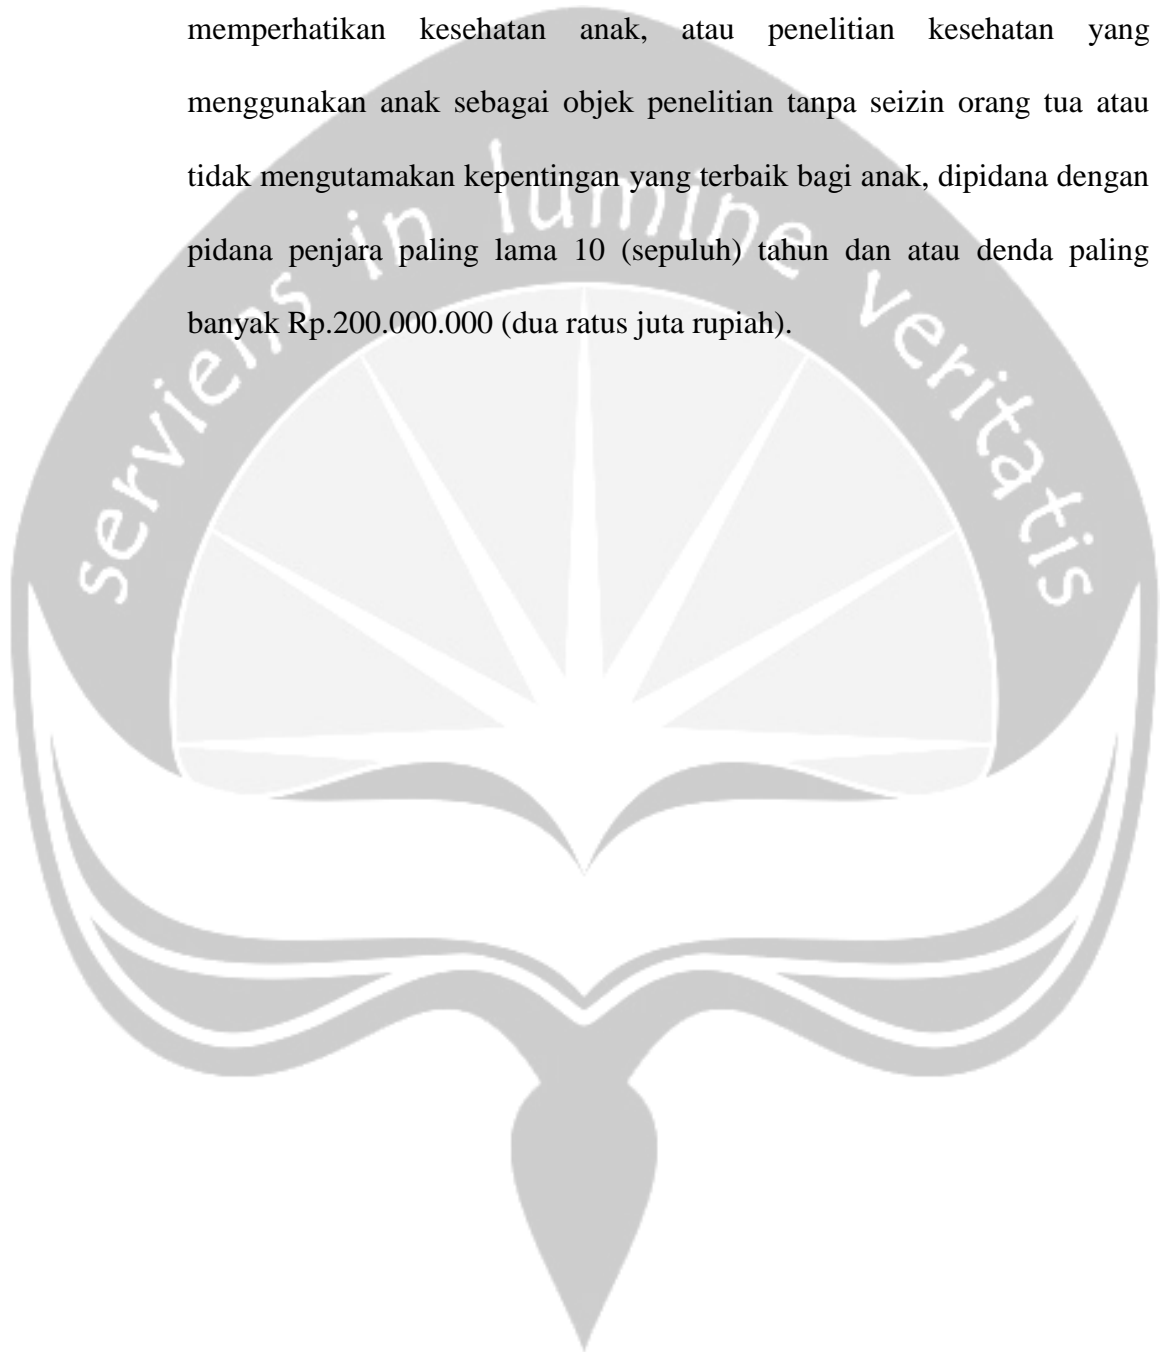 memperhatikan kesehatan anak, atau penelitian kesehatan yang
menggunakan anak sebagai objek penelitian tanpa seizin orang tua atau
tidak mengutamakan kepentingan yang terbaik bagi anak, dipidana dengan
pidana penjara paling lama 10 (sepuluh) tahun dan atau denda paling
banyak Rp.200.000.000 (dua ratus juta rupiah).
serviens in lumine veritatis